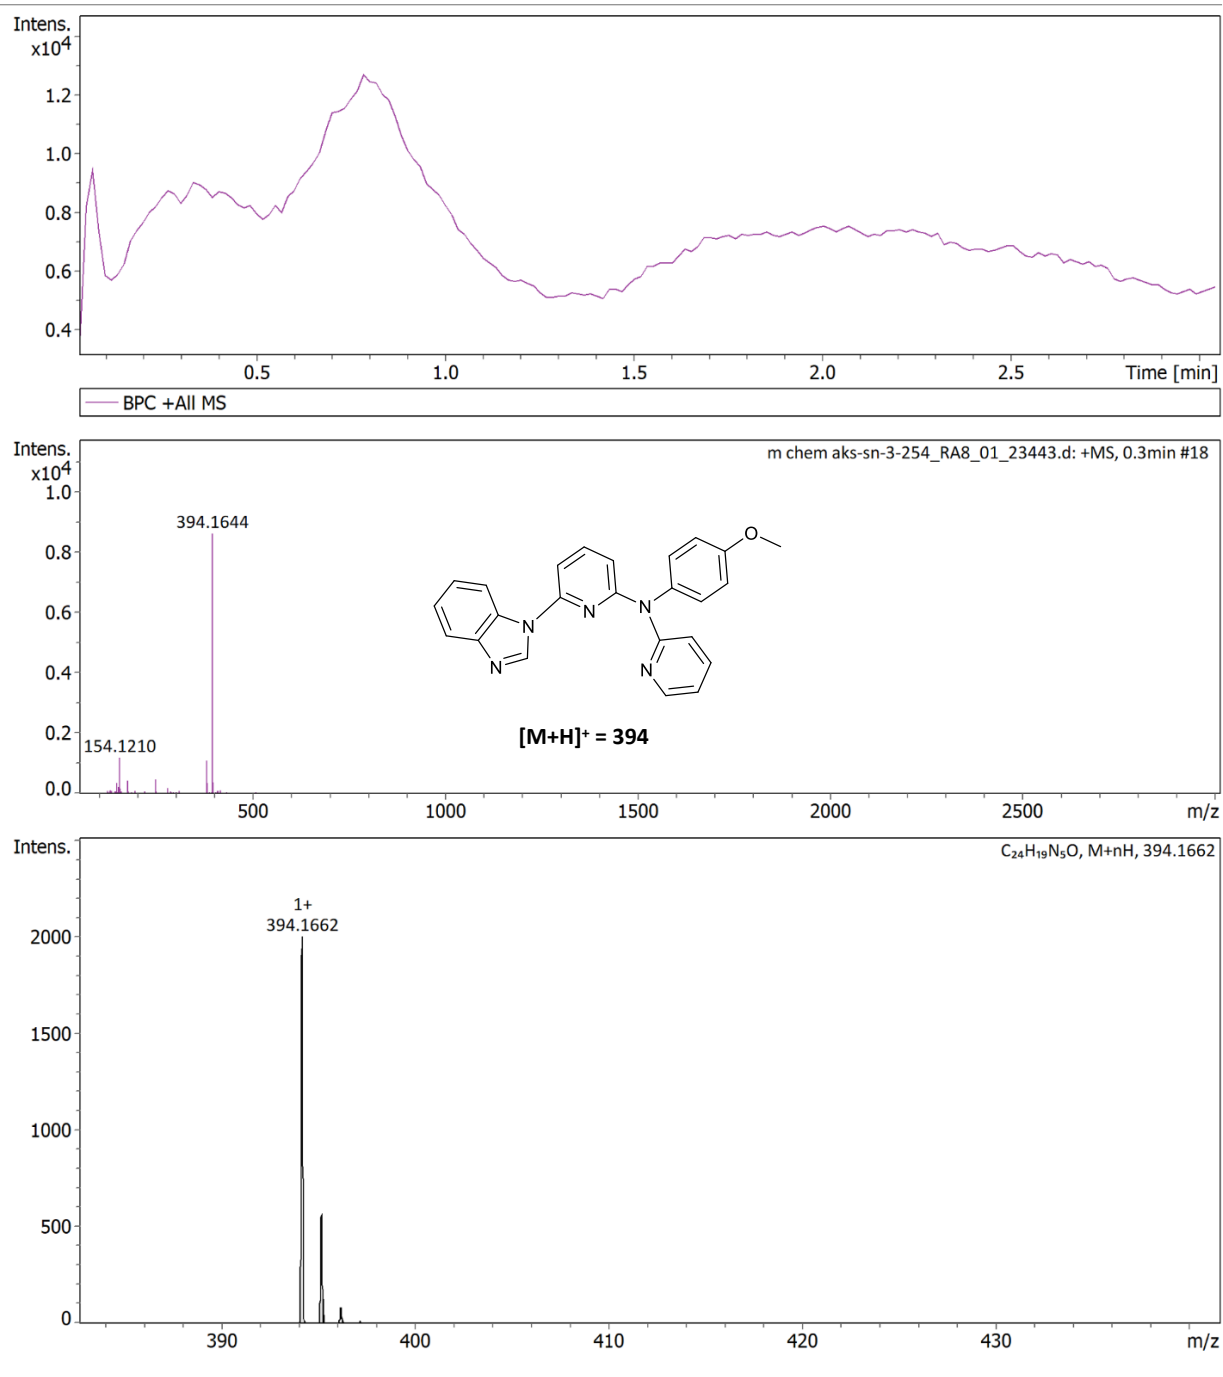 Intens.
x10⁴
1.2
1.0
0.8
0.6
0.4
0.5 1.0 1.5 2.0 2.5 Time [min]
BPC +All MS
Intens.
x10⁴
m chem aks-sn-3-254_RA8_01_23443.d: +MS, 0.3min #18
1.0
394.1644
0.8
0.6
0.4
0.2
0.0
154.1210
O
N
N
N
N
N
[M+H]⁺ = 394
500 1000 1500 2000 2500 m/z
Intens.
C₂₄H₁₉N₅O, M+nH, 394.1662
1+
394.1662
2000
1500
1000
500
0
390 400 410 420 430 m/z